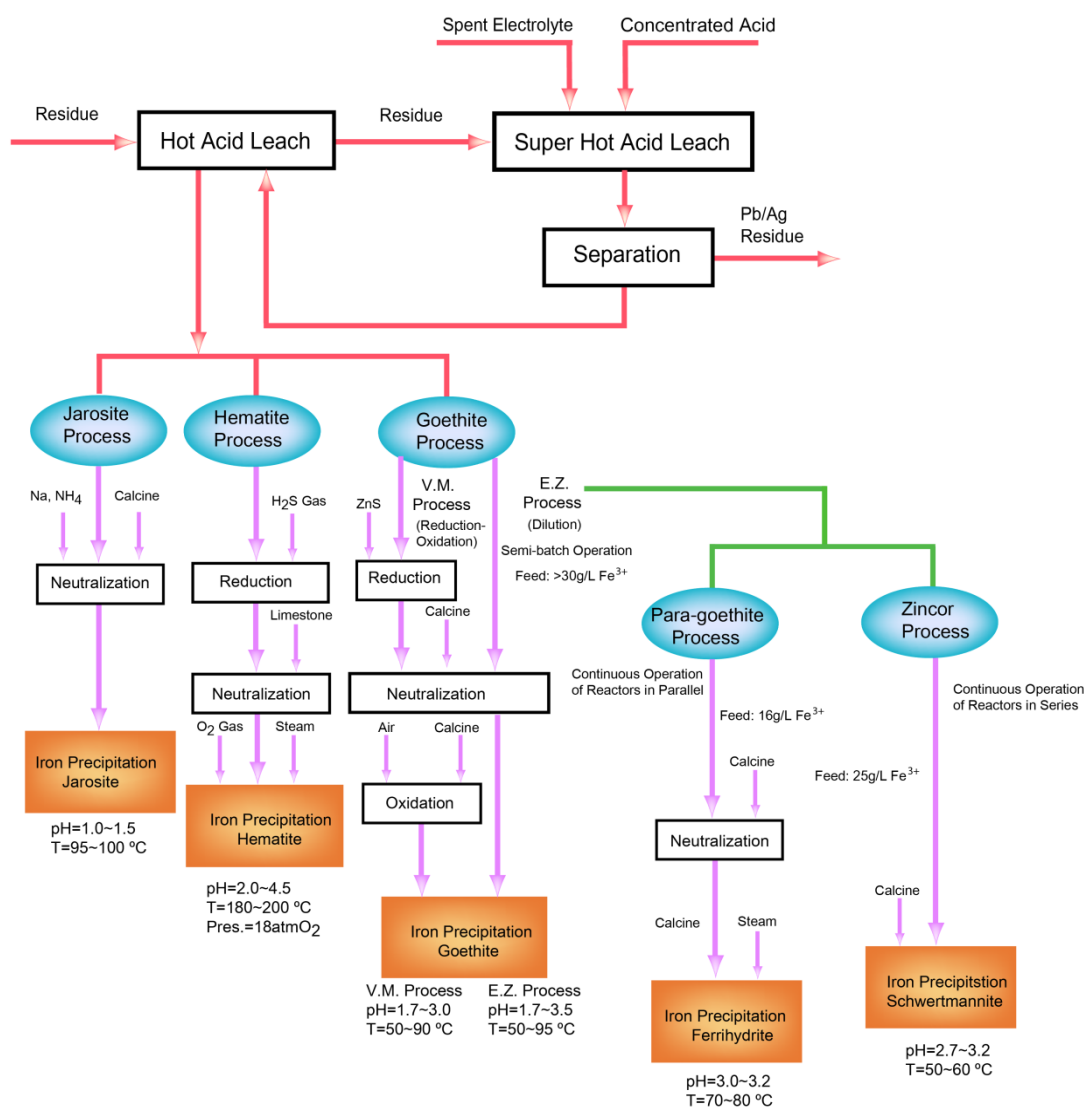 Spent Electrolyte
Concentrated Acid
Residue
Hot Acid Leach
Residue
Super Hot Acid Leach
Separation
Pb/Ag
Residue
Jarosite
Process
Hematite
Process
Goethite
Process
Na, NH4
Calcine
Neutralization
Iron Precipitation
Jarosite
pH=1.0~1.5
T=95~100 ºC
H2S Gas
Reduction
Limestone
Neutralization
O2 Gas
Steam
Iron Precipitation
Hematite
pH=2.0~4.5
T=180~200 ºC
Pres.=18atmO2
ZnS
V.M.
Process
(Reduction-
Oxidation)
Reduction
Calcine
E.Z.
Process
(Dilution)
Semi-batch Operation
Feed: >30g/L Fe3+
Neutralization
Air
Calcine
Oxidation
Iron Precipitation
Goethite
V.M. Process
pH=1.7~3.0
T=50~90 ºC
E.Z. Process
pH=1.7~3.5
T=50~95 ºC
Para-goethite
Process
Continuous Operation
of Reactors in Parallel
Feed: 16g/L Fe3+
Calcine
Neutralization
Calcine
Steam
Iron Precipitation
Ferrihydrite
pH=3.0~3.2
T=70~80 ºC
Zincor
Process
Continuous Operation
of Reactors in Series
Feed: 25g/L Fe3+
Calcine
Iron Precipitstion
Schwertmannite
pH=2.7~3.2
T=50~60 ºC